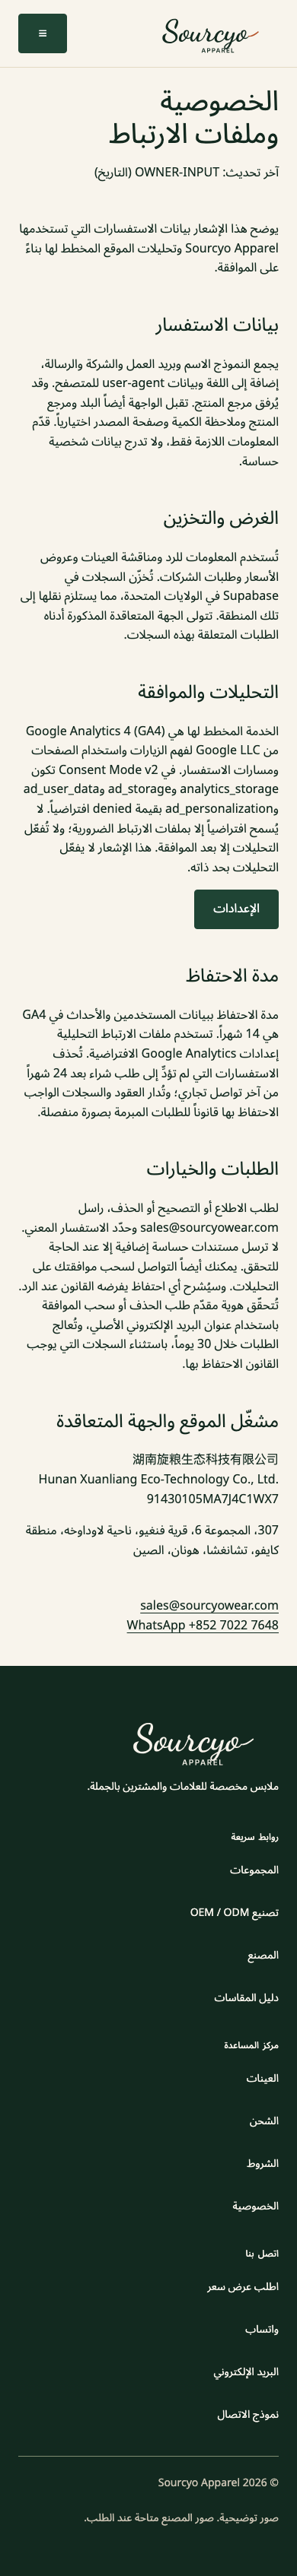 Sourcyo
APPAREL
الخصوصية
وملفات الارتباط
آخر تحديث: OWNER-INPUT (التاريخ)
يوضح هذا الإشعار بيانات الاستفسارات التي تستخدمها
Sourcyo Apparel وتحليلات الموقع المخطط لها بناءً
على الموافقة.
بيانات الاستفسار
يجمع النموذج الاسم وبريد العمل والشركة والرسالة،
إضافة إلى اللغة وبيانات user-agent للمتصفح. وقد
يُرفق مرجع المنتج. تقبل الواجهة أيضاً البلد ومرجع
المنتج وملاحظة الكمية وصفحة المصدر اختيارياً. قدّم
المعلومات اللازمة فقط، ولا تدرج بيانات شخصية
حساسة.
الغرض والتخزين
تُستخدم المعلومات للرد ومناقشة العينات وعروض
الأسعار وطلبات الشركات. تُخزّن السجلات في
Supabase في الولايات المتحدة، مما يستلزم نقلها إلى
تلك المنطقة. تتولى الجهة المتعاقدة المذكورة أدناه
الطلبات المتعلقة بهذه السجلات.
التحليلات والموافقة
الخدمة المخطط لها هي Google Analytics 4 (GA4)
من Google LLC لفهم الزيارات واستخدام الصفحات
ومسارات الاستفسار. في Consent Mode v2 تكون
analytics_storage وad_storage وad_user_data
وad_personalization بقيمة denied افتراضياً. لا
يُسمح افتراضياً إلا بملفات الارتباط الضرورية؛ ولا تُفعّل
التحليلات إلا بعد الموافقة. هذا الإشعار لا يفعّل
التحليلات بحد ذاته.
الإعدادات
مدة الاحتفاظ
مدة الاحتفاظ ببيانات المستخدمين والأحداث في GA4
هي 14 شهراً. تستخدم ملفات الارتباط التحليلية
إعدادات Google Analytics الافتراضية. تُحذف
الاستفسارات التي لم تؤدِّ إلى طلب شراء بعد 24 شهراً
من آخر تواصل تجاري؛ وتُدار العقود والسجلات الواجب
الاحتفاظ بها قانوناً للطلبات المبرمة بصورة منفصلة.
الطلبات والخيارات
لطلب الاطلاع أو التصحيح أو الحذف، راسل
sales@sourcyowear.com وحدّد الاستفسار المعني.
لا ترسل مستندات حساسة إضافية إلا عند الحاجة
للتحقق. يمكنك أيضاً التواصل لسحب موافقتك على
التحليلات. وسيُشرح أي احتفاظ يفرضه القانون عند الرد.
تُتحقّق هوية مقدّم طلب الحذف أو سحب الموافقة
باستخدام عنوان البريد الإلكتروني الأصلي، وتُعالج
الطلبات خلال 30 يوماً، باستثناء السجلات التي يوجب
القانون الاحتفاظ بها.
مشغّل الموقع والجهة المتعاقدة
湖南旋粮生态科技有限公司
Hunan Xuanliang Eco-Technology Co., Ltd.
91430105MA7J4C1WX7
307، المجموعة 6، قرية فنغيو، ناحية لاوداوخه، منطقة
كايفو، تشانغشا، هونان، الصين
sales@sourcyowear.com
WhatsApp +852 7022 7648
Sourcyo
APPAREL
ملابس مخصصة للعلامات والمشترين بالجملة.
روابط سريعة
المجموعات
تصنيع OEM / ODM
المصنع
دليل المقاسات
مركز المساعدة
العينات
الشحن
الشروط
الخصوصية
اتصل بنا
اطلب عرض سعر
واتساب
البريد الإلكتروني
نموذج الاتصال
© 2026 Sourcyo Apparel
صور توضيحية. صور المصنع متاحة عند الطلب.